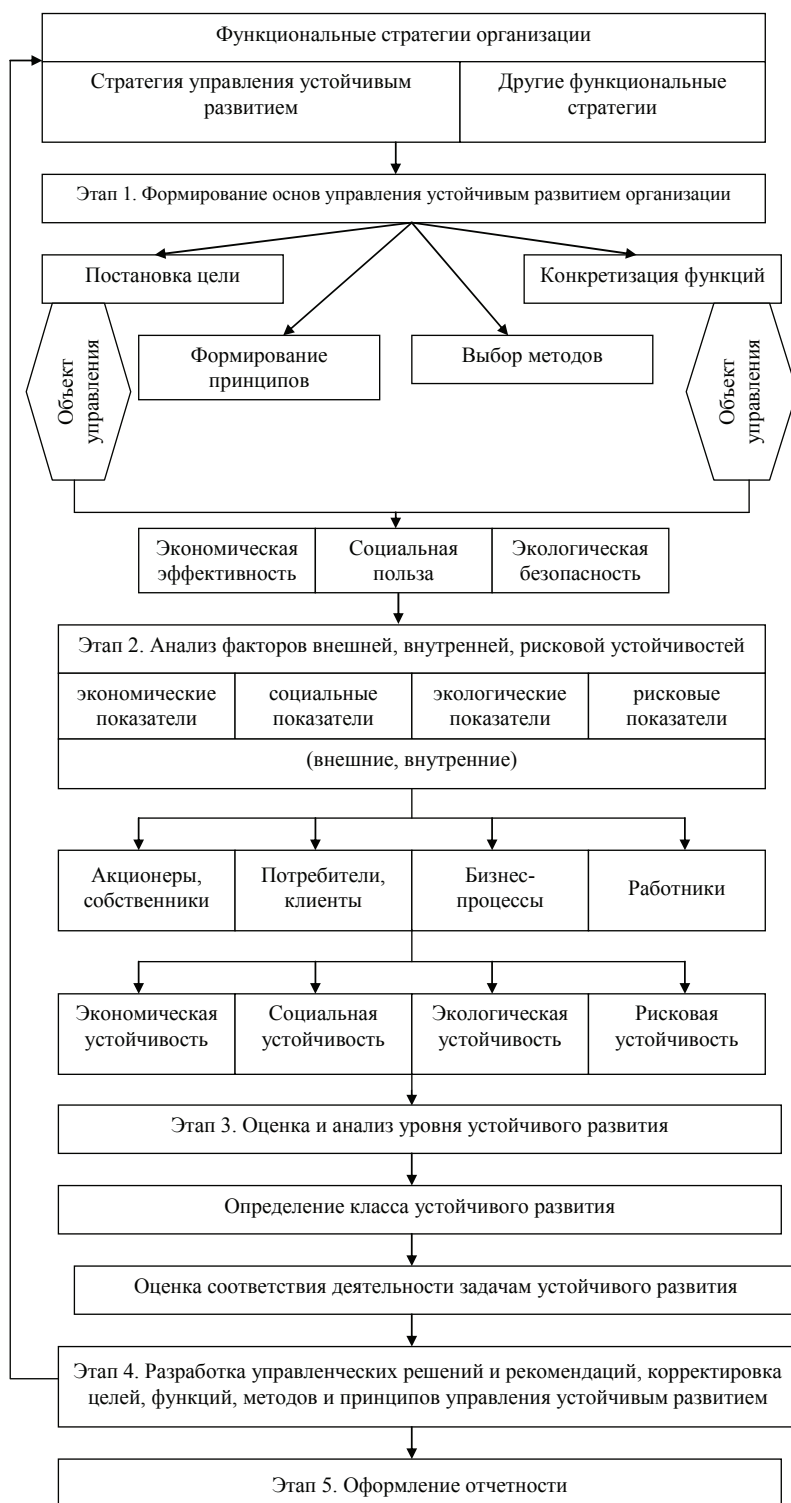 Функциональные стратегии организации
Стратегия управления устойчивым
развитием
Другие функциональные
стратегии
Этап 1. Формирование основ управления устойчивым развитием организации
Постановка цели
Конкретизация функций
Формирование
принципов
Выбор методов
Объект
управления
Объект
управления
Экономическая
эффективность
Социальная
польза
Экологическая
безопасность
Этап 2. Анализ факторов внешней, внутренней, рисковой устойчивостей
экономические
показатели
социальные
показатели
экологические
показатели
рисковые
показатели
(внешние, внутренние)
Акционеры,
собственники
Потребители,
клиенты
Бизнес-
процессы
Работники
Экономическая
устойчивость
Социальная
устойчивость
Экологическая
устойчивость
Рисковая
устойчивость
Этап 3. Оценка и анализ уровня устойчивого развития
Определение класса устойчивого развития
Оценка соответствия деятельности задачам устойчивого развития
Этап 4. Разработка управленческих решений и рекомендаций, корректировка
целей, функций, методов и принципов управления устойчивым развитием
Этап 5. Оформление отчетности